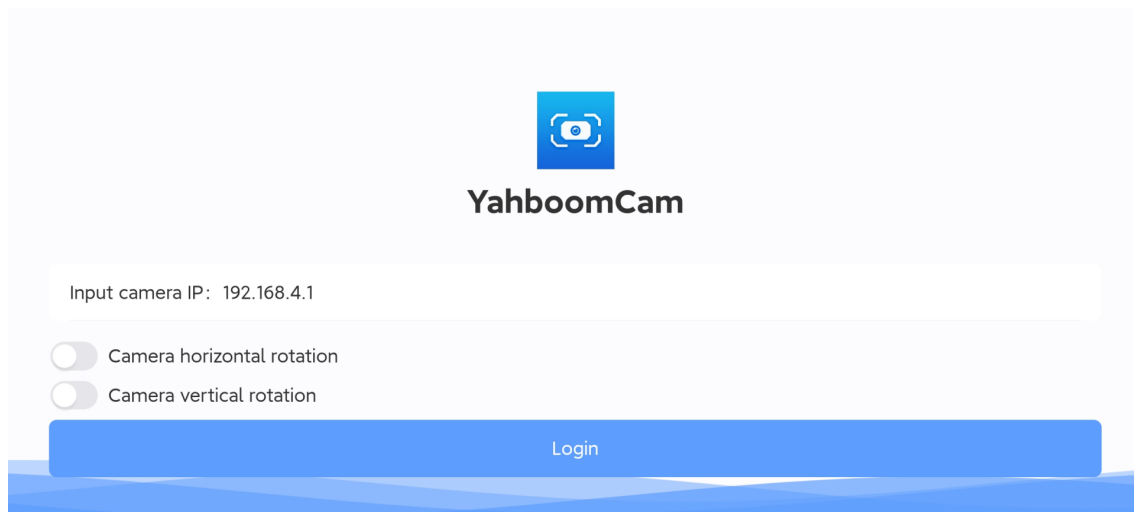 YahboomCam
Input camera IP: 192.168.4.1
Camera horizontal rotation
Camera vertical rotation
Login